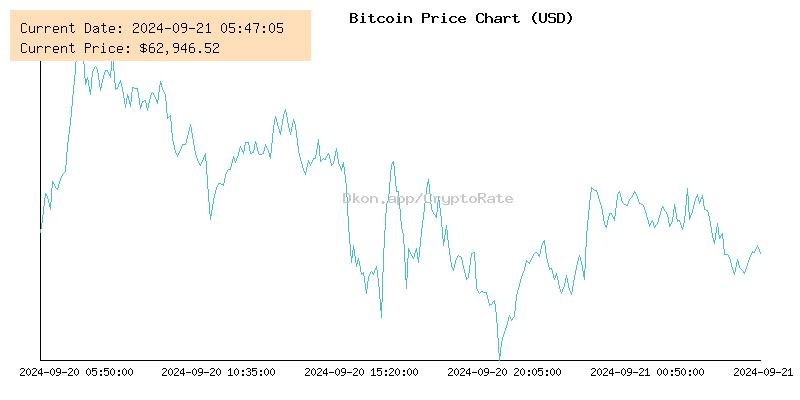 Bitcoin Price Chart (USD)
Current Date: 2024-09-21 05:47:05
Current Price: $62,946.52
Dkon.app/CryptoRate
2024-09-20 05:50:00 2024-09-20 10:35:00 2024-09-20 15:20:00 2024-09-20 20:05:00 2024-09-21 00:50:00 2024-09-21